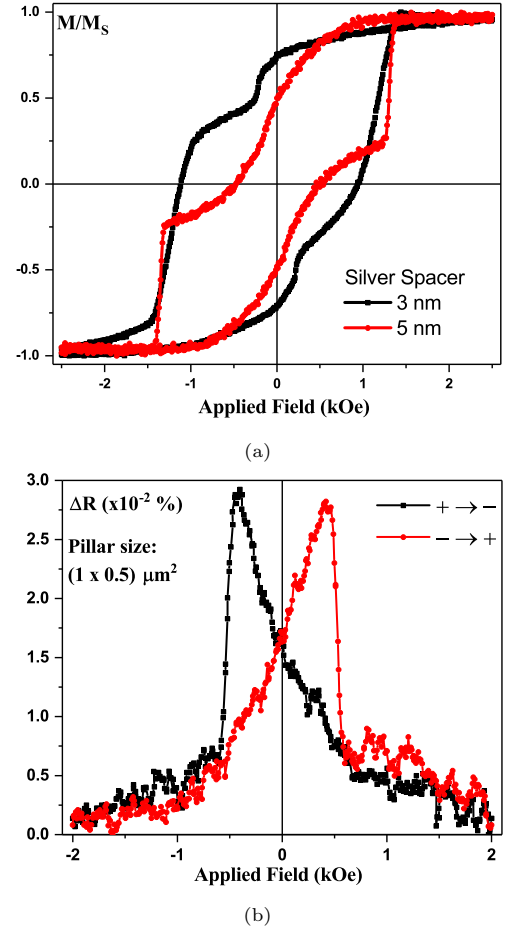 M/M_S
1.0
0.5
0.0
-0.5
-1.0
Silver Spacer
3 nm
5 nm
-2 -1 0 1 2
Applied Field (kOe)
(a)
3.0
ΔR (x10⁻² %)
+ → −
− → +
Pillar size:
(1 x 0.5) μm²
2.5
2.0
1.5
1.0
0.5
0.0
-2 -1 0 1 2
Applied Field (kOe)
(b)